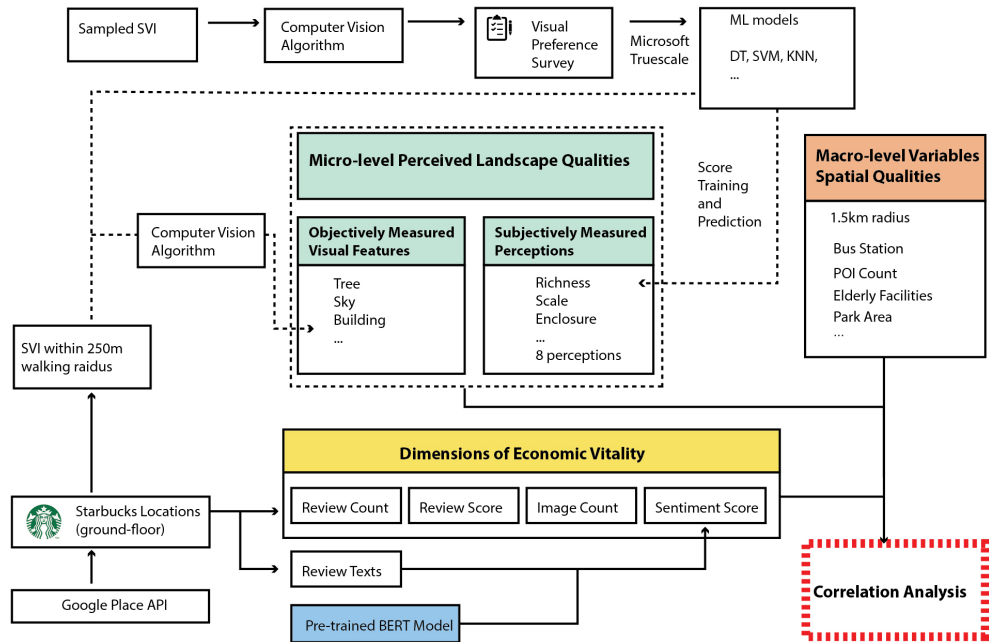 Sampled SVI
Computer Vision
Algorithm
Visual
Preference
Survey
Microsoft
Truescale
ML models
DT, SVM, KNN,
...
Micro-level Perceived Landscape Qualities
Score
Training
and
Prediction
Macro-level Variables
Spatial Qualities
1.5km radius
Bus Station
POI Count
Elderly Facilities
Park Area
...
Computer Vision
Algorithm
Objectively Measured
Visual Features
Tree
Sky
Building
...
Subjectively Measured
Perceptions
Richness
Scale
Enclosure
...
8 perceptions
SVI within 250m
walking raidus
Dimensions of Economic Vitality
Review Count
Review Score
Image Count
Sentiment Score
Starbucks Locations
(ground-floor)
Review Texts
Google Place API
Pre-trained BERT Model
Correlation Analysis